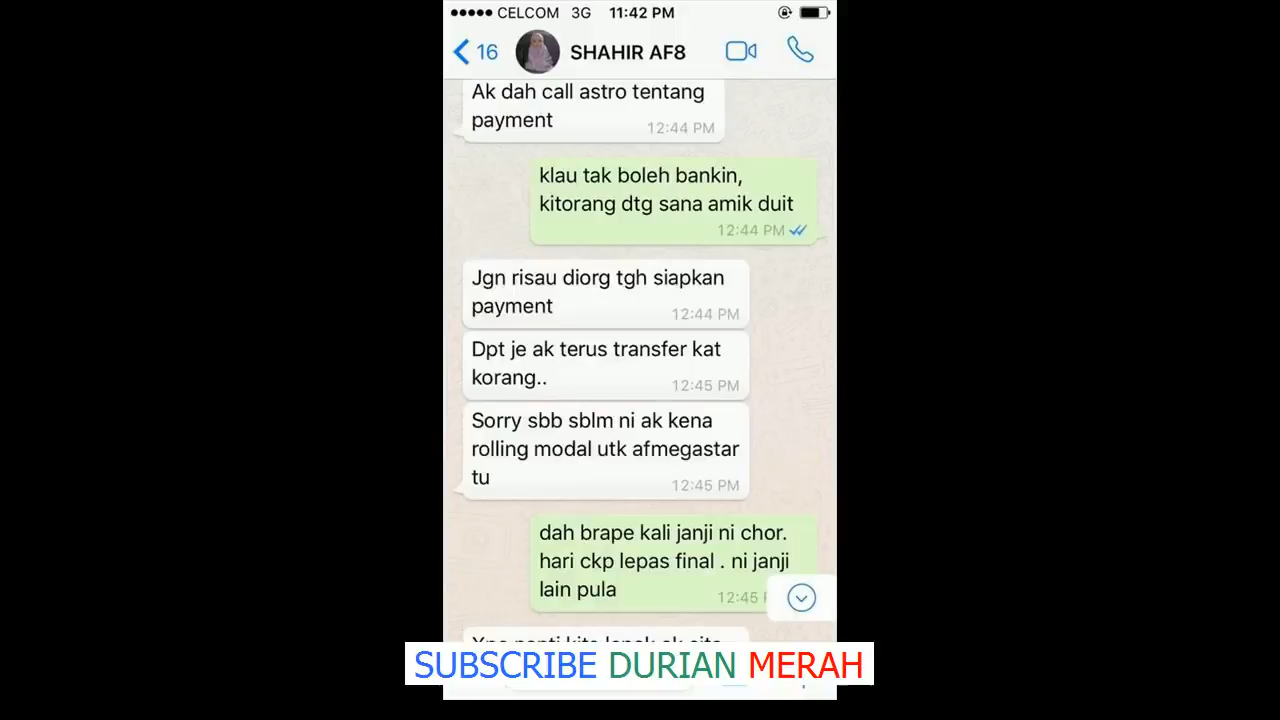 CELCOM 3G 11:42 PM
16 SHAHIR AF8
Ak dah call astro tentang
payment 12:44 PM
klau tak boleh bankin,
kitorang dtg sana amik duit
12:44 PM
Jgn risau diorg tgh siapkan
payment 12:44 PM
Dpt je ak terus transfer kat
korang.. 12:45 PM
Sorry sbb sblm ni ak kena
rolling modal utk afmegastar
tu 12:45 PM
dah brape kali janji ni chor.
hari ckp lepas final . ni janji
lain pula 12:45
SUBSCRIBE DURIAN MERAH